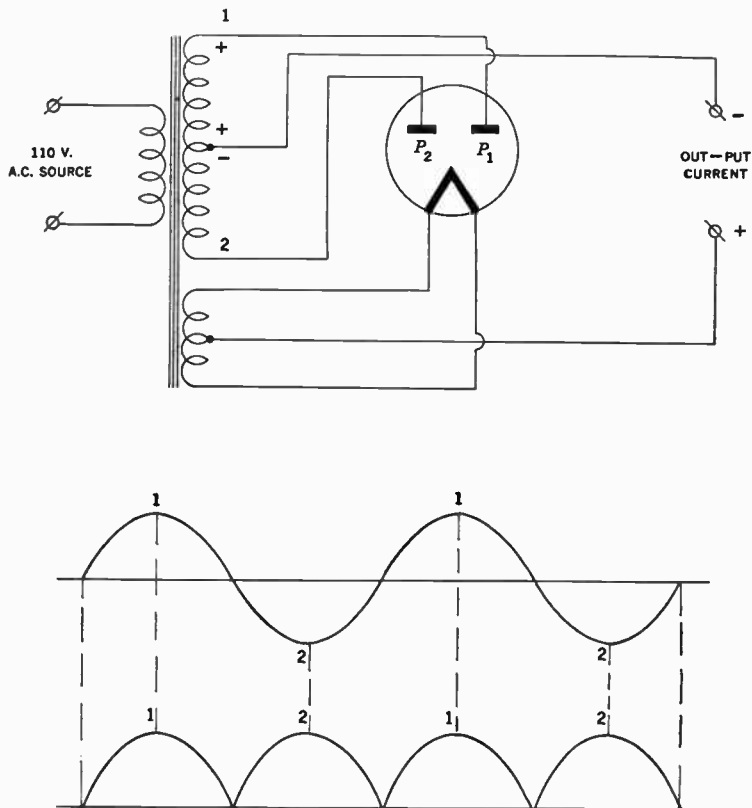 1
+
+
-
2
110 V.
A.C. SOURCE
P2
P1
-
OUT-PUT
CURRENT
+
1
1
2
2
1
2
1
2